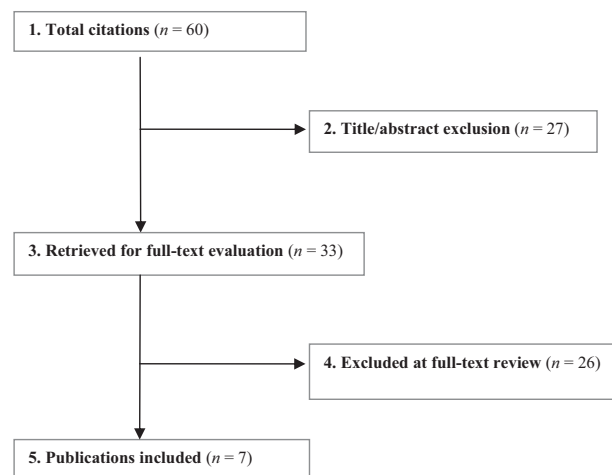 1. Total citations (n = 60)
2. Title/abstract exclusion (n = 27)
3. Retrieved for full-text evaluation (n = 33)
4. Excluded at full-text review (n = 26)
5. Publications included (n = 7)